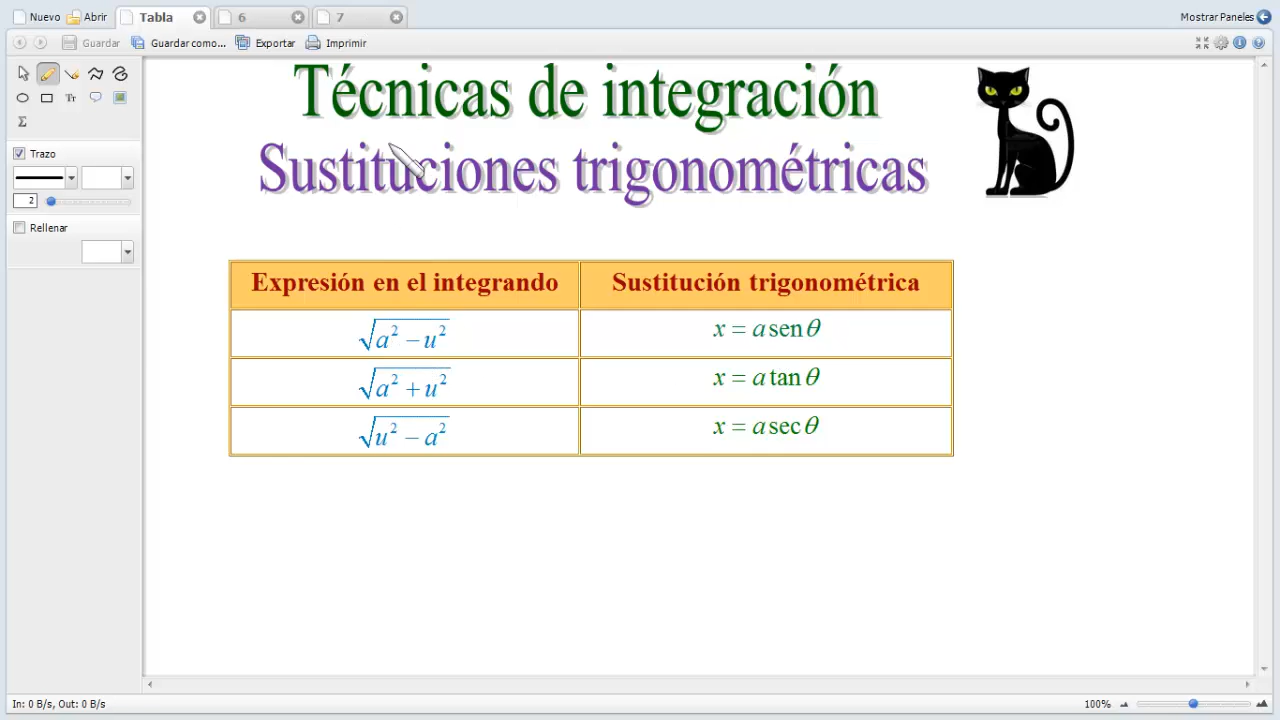 Nuevo Abrir Tabla 6 7 Mostrar Paneles
Guardar Guardar como... Exportar Imprimir
Técnicas de integración
Sustituciones trigonométricas
Tr
Σ
Trazo
2
Rellenar
Expresión en el integrando Sustitución trigonométrica
√(a² − u²) x = a sen θ
√(a² + u²) x = a tan θ
√(u² − a²) x = a sec θ
In: 0 B/s, Out: 0 B/s 100%